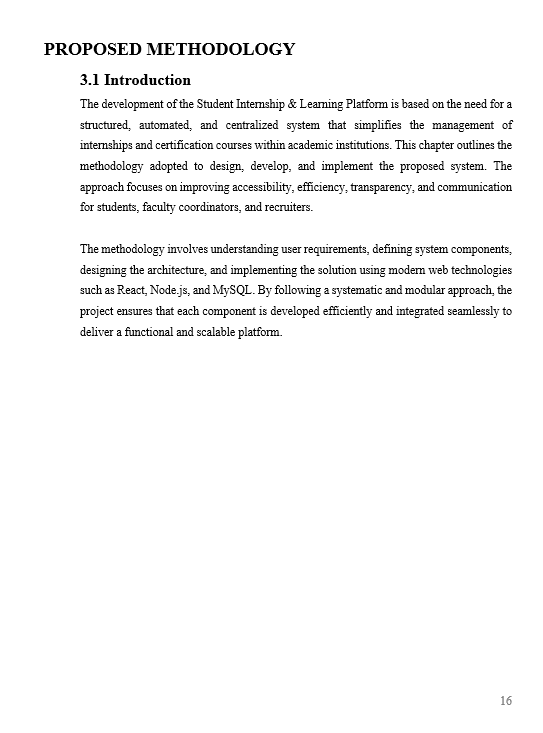 PROPOSED METHODOLOGY
3.1 Introduction
The development of the Student Internship & Learning Platform is based on the need for a
structured, automated, and centralized system that simplifies the management of
internships and certification courses within academic institutions. This chapter outlines the
methodology adopted to design, develop, and implement the proposed system. The
approach focuses on improving accessibility, efficiency, transparency, and communication
for students, faculty coordinators, and recruiters.
The methodology involves understanding user requirements, defining system components,
designing the architecture, and implementing the solution using modern web technologies
such as React, Node.js, and MySQL. By following a systematic and modular approach, the
project ensures that each component is developed efficiently and integrated seamlessly to
deliver a functional and scalable platform.
16